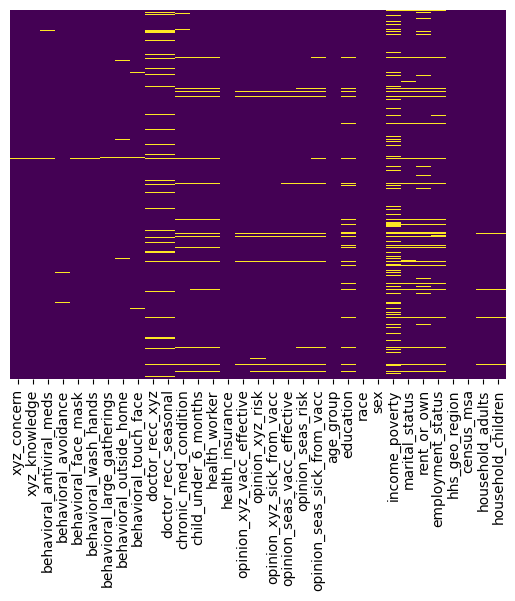 xyz_concern
xyz_knowledge
behavioral_antiviral_meds
behavioral_avoidance
behavioral_face_mask
behavioral_wash_hands
behavioral_large_gatherings
behavioral_outside_home
behavioral_touch_face
doctor_recc_xyz
doctor_recc_seasonal
chronic_med_condition
child_under_6_months
health_worker
health_insurance
opinion_xyz_vacc_effective
opinion_xyz_risk
opinion_xyz_sick_from_vacc
opinion_seas_vacc_effective
opinion_seas_risk
opinion_seas_sick_from_vacc
age_group
education
race
sex
income_poverty
marital_status
rent_or_own
employment_status
hhs_geo_region
census_msa
household_adults
household_children